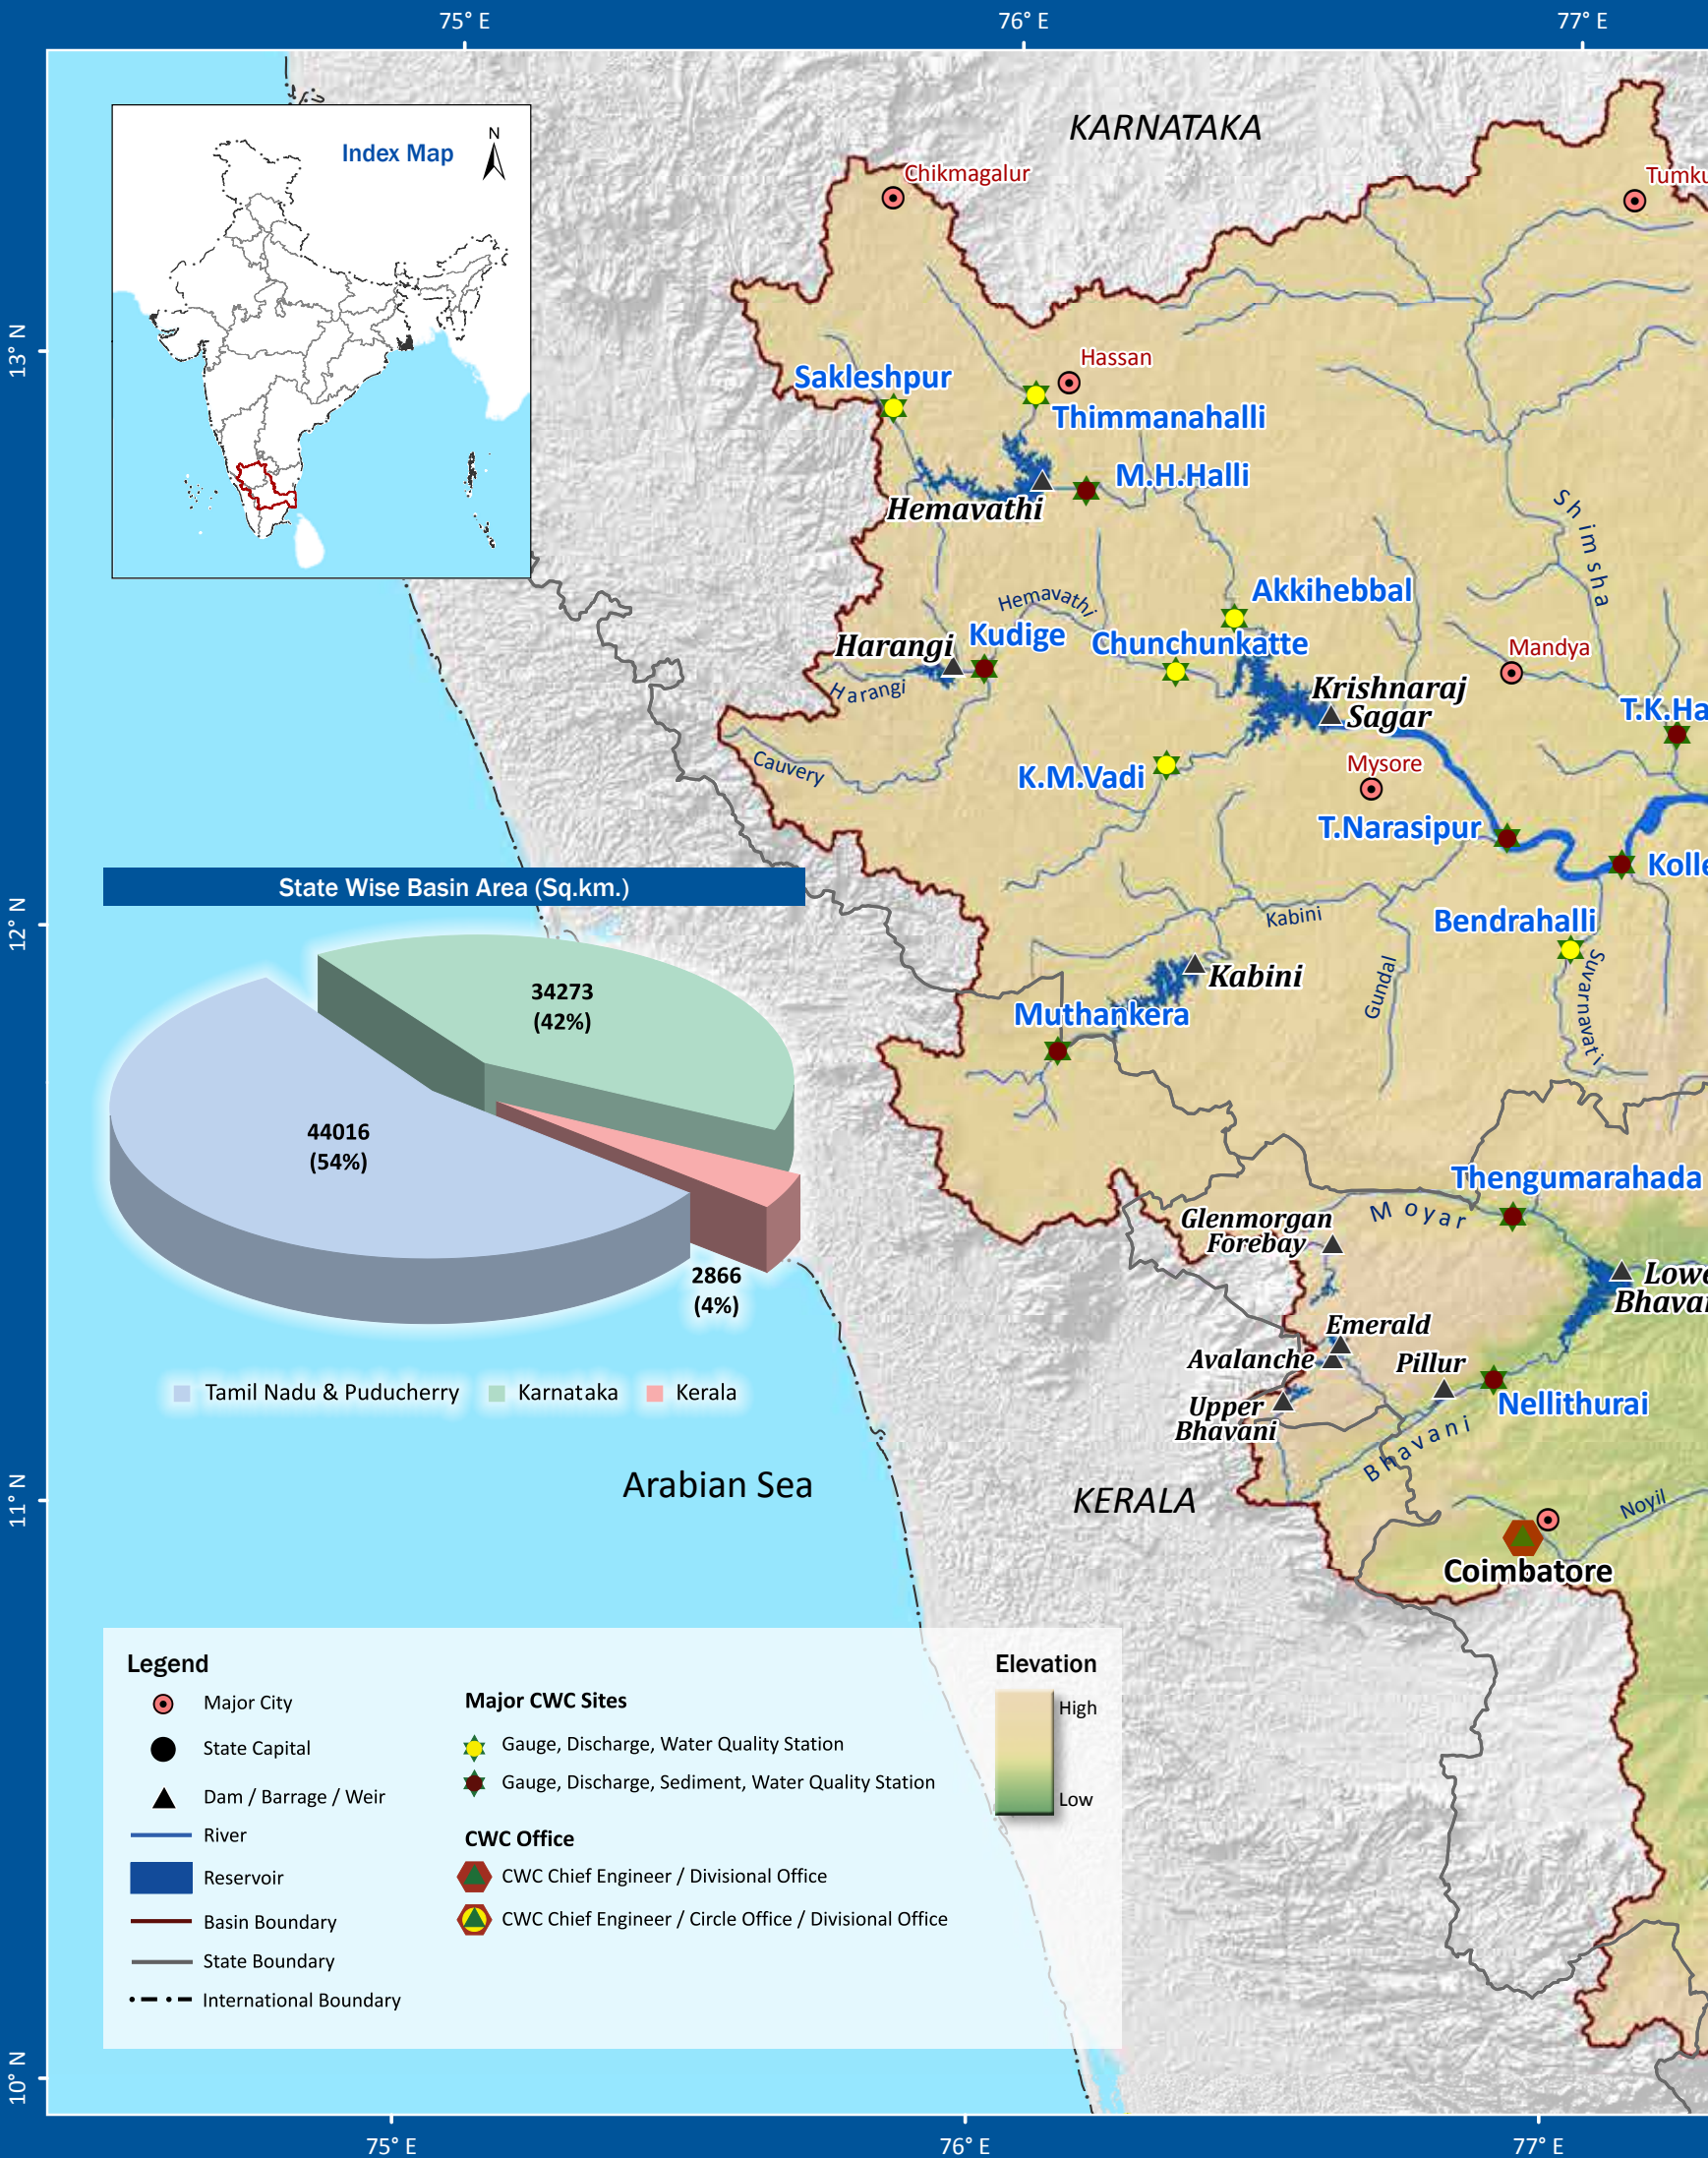 75° E
76° E
77° E
Index Map
N
KARNATAKA
Chikmagalur
Tumku
13° N
Hassan
Sakleshpur
Thimmanahalli
M.H.Halli
Hemavathi
Shimsha
Hemavathi
Akkihebbal
Harangi
Kudige
Chunchunkatte
Mandya
Harangi
Krishnaraj
Sagar
T.K.Ha
Cauvery
K.M.Vadi
Mysore
T.Narasipur
Kolle
State Wise Basin Area (Sq.km.)
12° N
Kabini
Bendrahalli
Kabini
Gundal
Suvarnavati
Muthankera
34273
(42%)
44016
(54%)
2866
(4%)
Thengumarahada
Moyar
Glenmorgan
Forebay
Lowe
Bhavan
Emerald
Avalanche
Pillur
Upper
Bhavani
Nellithurai
Bhavani
Tamil Nadu & Puducherry
Karnataka
Kerala
Arabian Sea
KERALA
11° N
Noyil
Coimbatore
Legend
Major City
State Capital
Dam / Barrage / Weir
River
Reservoir
Basin Boundary
State Boundary
International Boundary
Major CWC Sites
Gauge, Discharge, Water Quality Station
Gauge, Discharge, Sediment, Water Quality Station
CWC Office
CWC Chief Engineer / Divisional Office
CWC Chief Engineer / Circle Office / Divisional Office
Elevation
High
Low
10° N
75° E
76° E
77° E